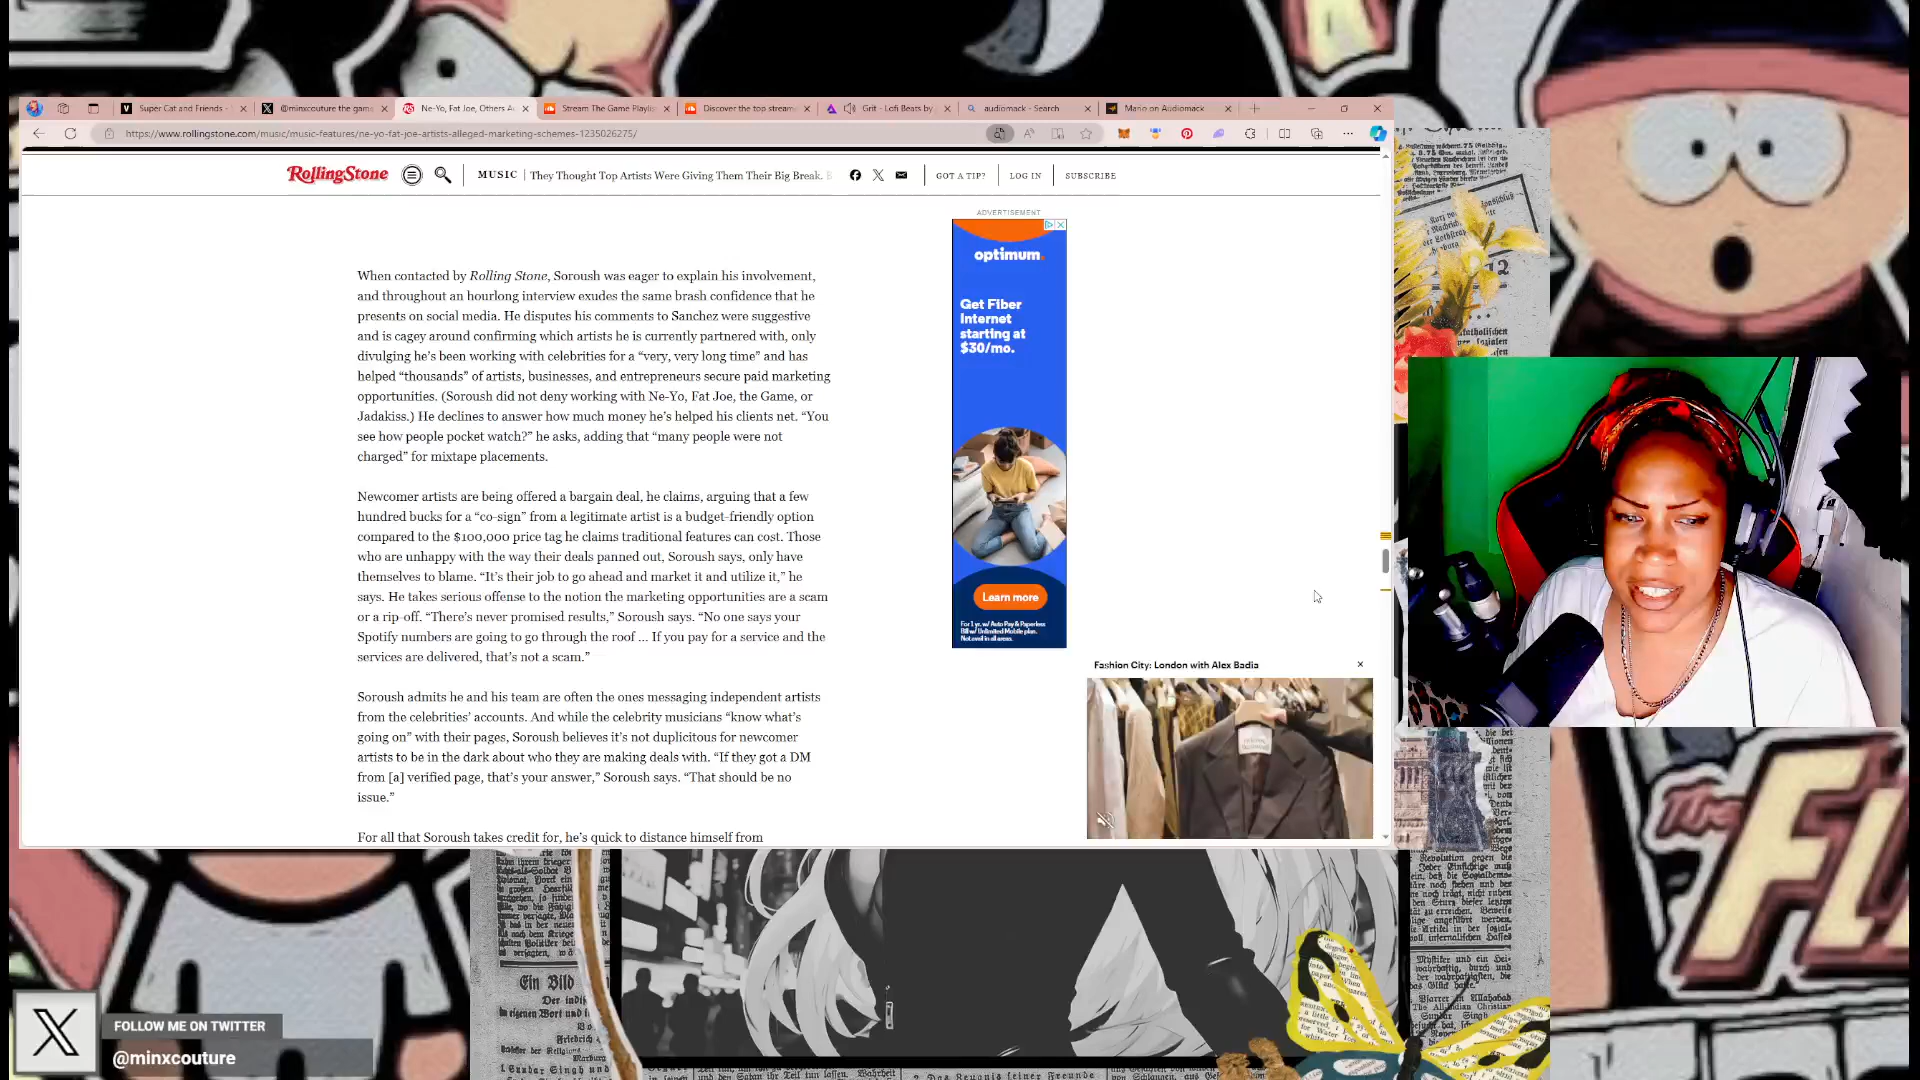 Super Cat and Friends -
@minxcouture the gam
Ne-Yo, Fat Joe, Others A
Stream The Game Playlis
Discover the top stream
Grit - Lofi Beats by
audiomack - Search
Mario on Audiomack
https://www.rollingstone.com/music/music-features/ne-yo-fat-joe-artists-alleged-marketing-schemes-1235026275/
RollingStone
MUSIC
They Thought Top Artists Were Giving Them Their Big Break.
GOT A TIP?
LOG IN
SUBSCRIBE
When contacted by Rolling Stone, Soroush was eager to explain his involvement,
and throughout an hourlong interview exudes the same brash confidence that he
presents on social media. He disputes his comments to Sanchez were suggestive
and is cagey around confirming which artists he is currently partnered with, only
divulging he’s been working with celebrities for a “very, very long time” and has
helped “thousands” of artists, businesses, and entrepreneurs secure paid marketing
opportunities. (Soroush did not deny working with Ne-Yo, Fat Joe, the Game, or
Jadakiss.) He declines to answer how much money he’s helped his clients net. “You
see how people pocket watch?” he asks, adding that “many people were not
charged” for mixtape placements.
Newcomer artists are being offered a bargain deal, he claims, arguing that a few
hundred bucks for a “co-sign” from a legitimate artist is a budget-friendly option
compared to the $100,000 price tag he claims traditional features can cost. Those
who are unhappy with the way their deals panned out, Soroush says, only have
themselves to blame. “It’s their job to go ahead and market it and utilize it,” he
says. He takes serious offense to the notion the marketing opportunities are a scam
or a rip-off. “There’s never promised results,” Soroush says. “No one says your
Spotify numbers are going to go through the roof … If you pay for a service and the
services are delivered, that’s not a scam.”
Soroush admits he and his team are often the ones messaging independent artists
from the celebrities’ accounts. And while the celebrity musicians “know what’s
going on” with their pages, Soroush believes it’s not duplicitous for newcomer
artists to be in the dark about who they are making deals with. “If they got a DM
from [a] verified page, that’s your answer,” Soroush says. “That should be no
issue.”
For all that Soroush takes credit for, he’s quick to distance himself from
ADVERTISEMENT
optimum.
Get Fiber
Internet
starting at
$30/mo.
Learn more
For 1 yr. w/ Auto Pay & Paperless
Bill w/ Unlimited Mobile plan.
Not avail in all areas.
Fashion City: London with Alex Badia
Ein Bild
FOLLOW ME ON TWITTER
@minxcouture
The
FL